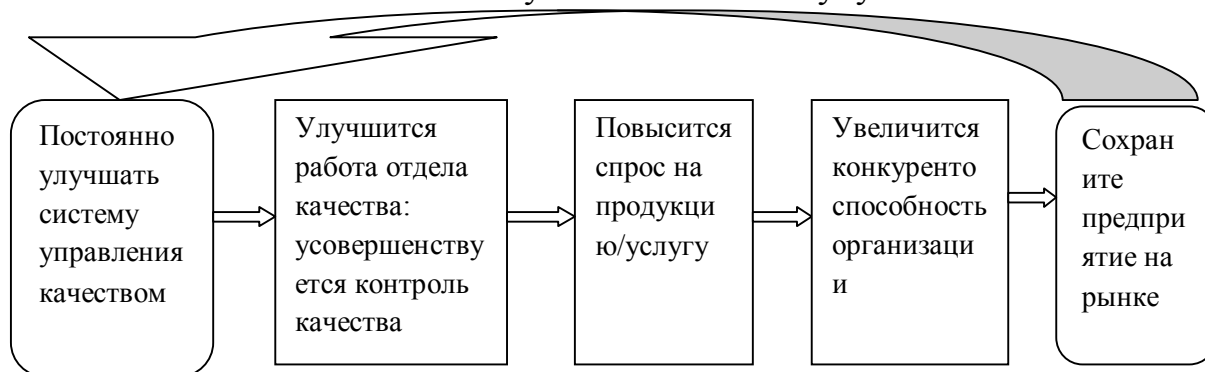 Постоянно
улучшать
систему
управления
качеством
Улучшится
работа отдела
качества:
усовершенству
ется контроль
качества
Повысится
спрос на
продукци
ю/услугу
Увеличится
конкуренто
способность
организаци
и
Сохран
ите
предпри
ятие на
рынке